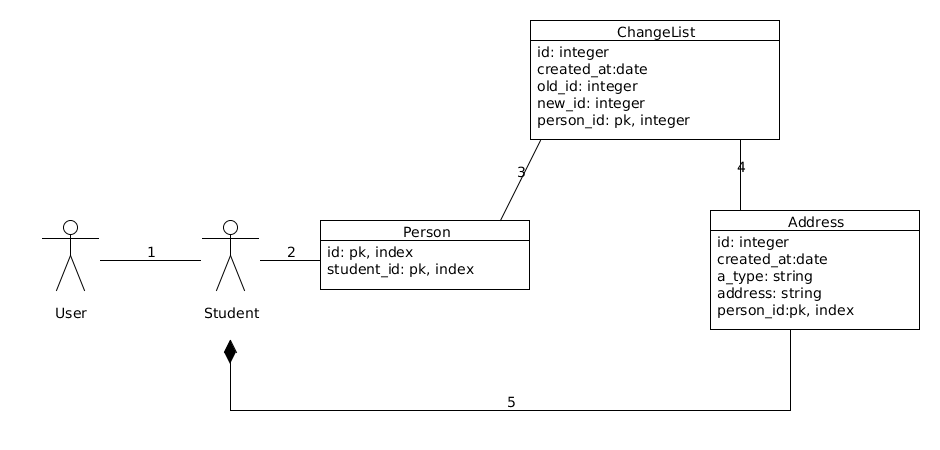 ChangeList
id: integer
created_at:date
old_id: integer
new_id: integer
person_id: pk, integer
3
4
Person
id: pk, index
student_id: pk, index
Address
id: integer
created_at:date
a_type: string
address: string
person_id:pk, index
1
2
User
Student
5